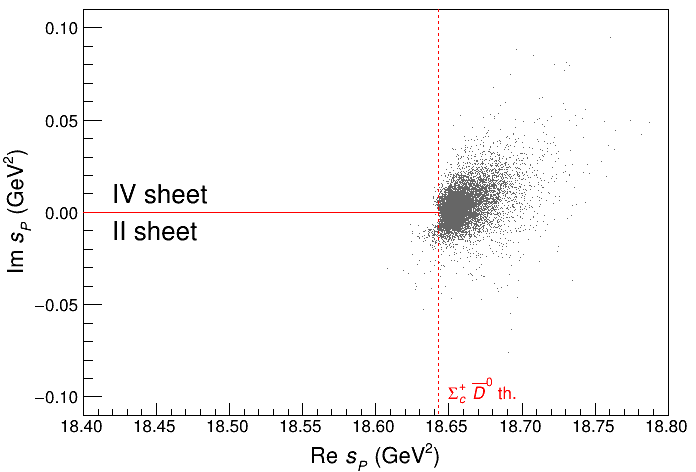 0.10
0.05
0.00
−0.05
−0.10
Im s_P (GeV²)
IV sheet
II sheet
Σ_c⁺ D̅⁰ th.
18.40 18.45 18.50 18.55 18.60 18.65 18.70 18.75 18.80
Re s_P (GeV²)